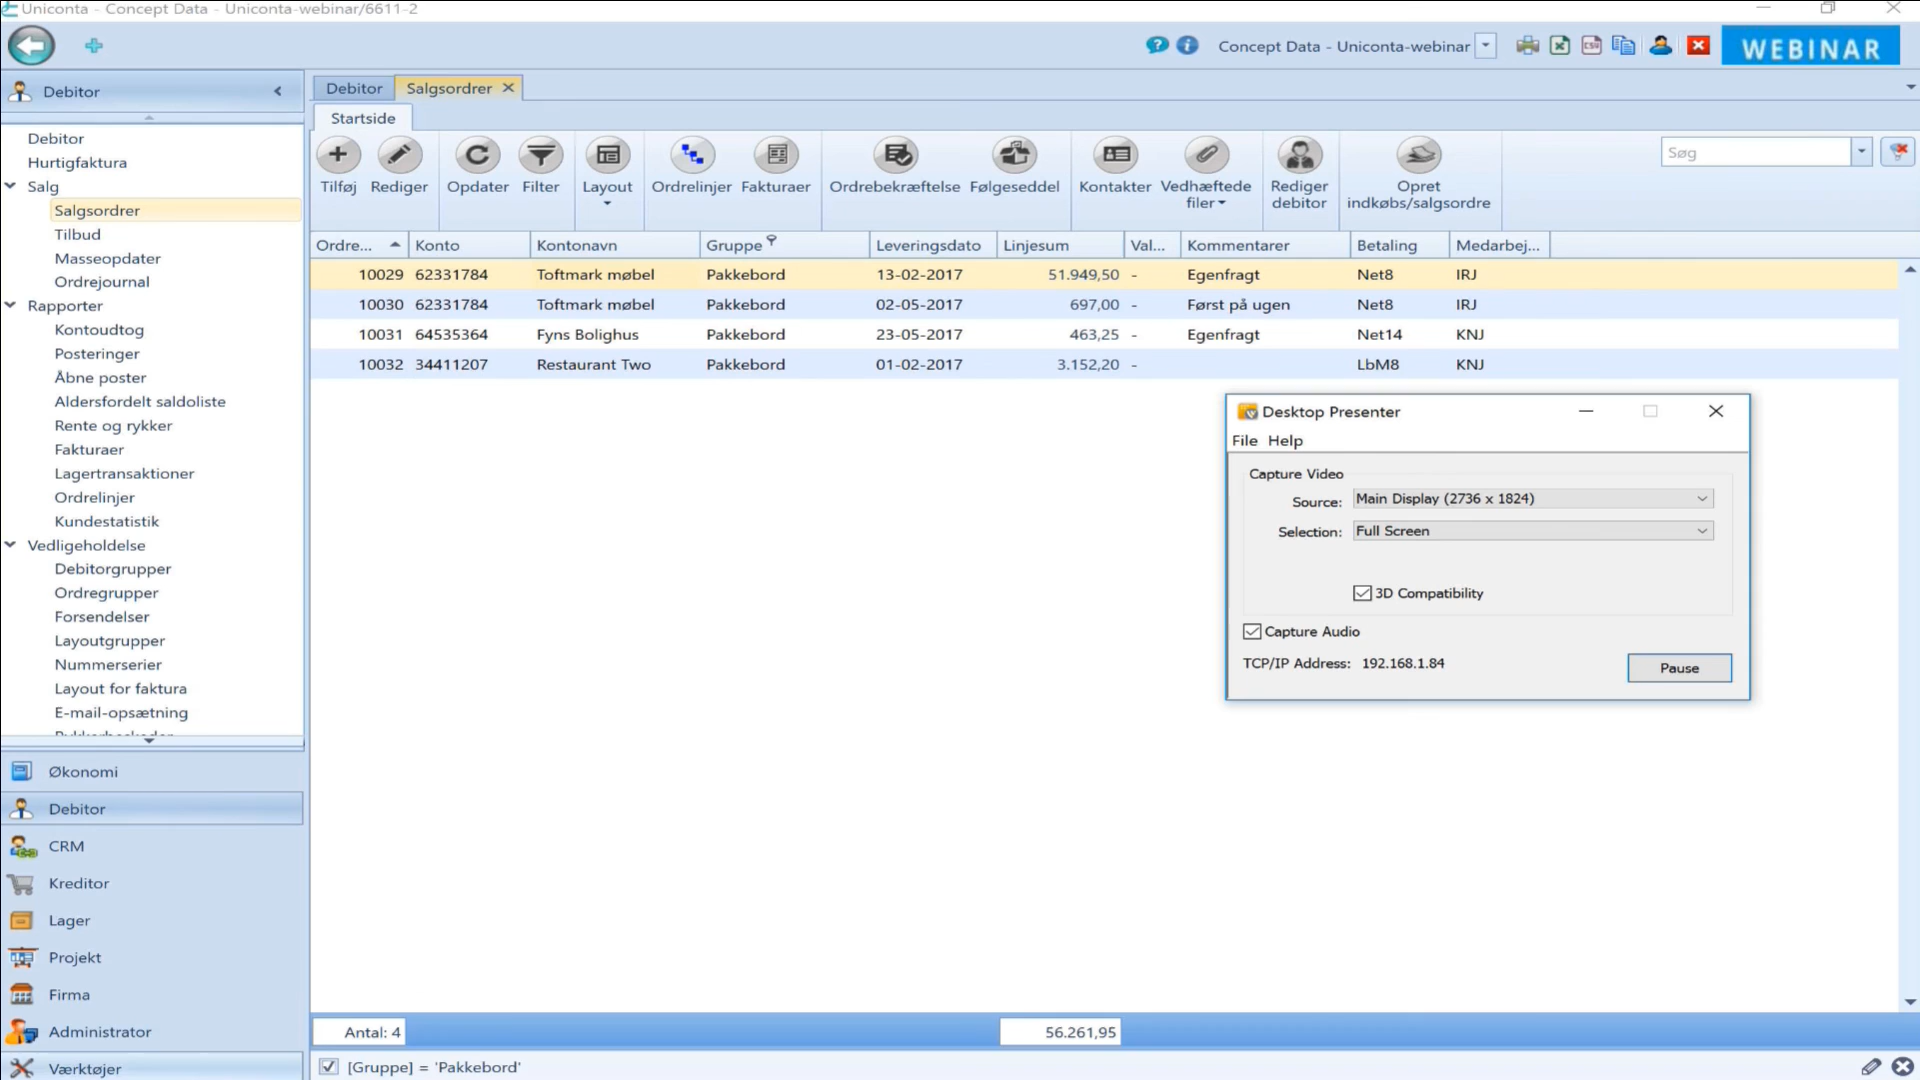 Uniconta - Concept Data - Uniconta-webinar/6611-2
Concept Data - Uniconta-webinar
WEBINAR
Debitor
Debitor
Hurtigfaktura
Salg
Salgsordrer
Tilbud
Masseopdater
Ordrejournal
Rapporter
Kontoudtog
Posteringer
Åbne poster
Aldersfordelt saldoliste
Rente og rykker
Fakturaer
Lagertransaktioner
Ordrelinjer
Kundestatistik
Vedligeholdelse
Debitorgrupper
Ordregrupper
Forsendelser
Layoutgrupper
Nummerserier
Layout for faktura
E-mail-opsætning
Økonomi
Debitor
CRM
Kreditor
Lager
Projekt
Firma
Administrator
Værktøjer
Debitor Salgsordrer
Startside
Tilføj Rediger Opdater Filter Layout Ordrelinjer Fakturaer Ordrebekræftelse Følgeseddel Kontakter Vedhæftede filer Rediger debitor Opret indkøbs/salgsordre
Søg
Ordre... Konto Kontonavn Gruppe Leveringsdato Linjesum Val... Kommentarer Betaling Medarbej...
10029 62331784 Toftmark møbel Pakkebord 13-02-2017 51.949,50 - Egenfragt Net8 IRJ
10030 62331784 Toftmark møbel Pakkebord 02-05-2017 697,00 - Først på ugen Net8 IRJ
10031 64535364 Fyns Bolighus Pakkebord 23-05-2017 463,25 - Egenfragt Net14 KNJ
10032 34411207 Restaurant Two Pakkebord 01-02-2017 3.152,20 - LbM8 KNJ
Desktop Presenter
File Help
Capture Video
Source: Main Display (2736 x 1824)
Selection: Full Screen
3D Compatibility
Capture Audio
TCP/IP Address: 192.168.1.84
Pause
Antal: 4 56.261,95
[Gruppe] = 'Pakkebord'